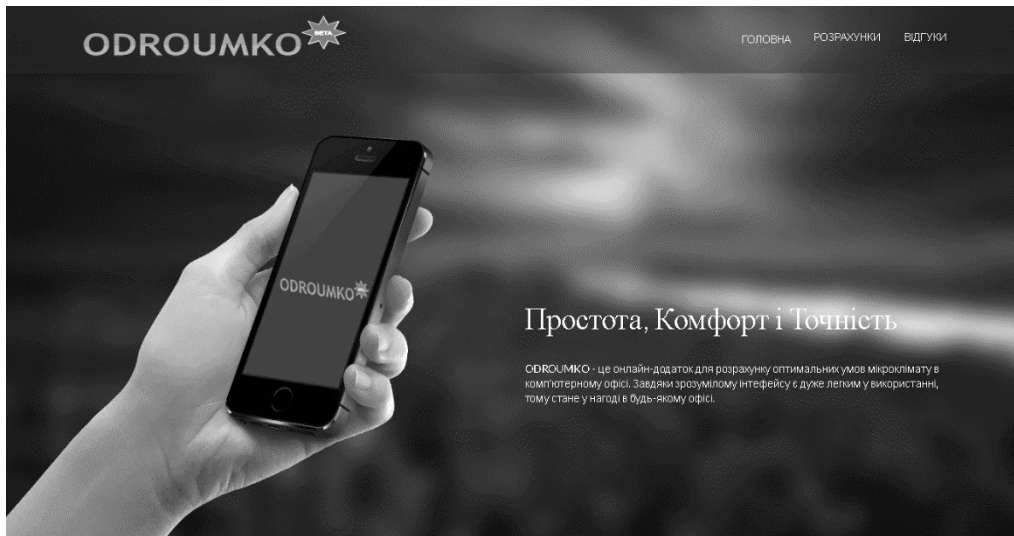 ODROUMKO BETA
ГОЛОВНА РОЗРАХУНКИ ВІДГУКИ
ODROUMKO
Простота, Комфорт і Точність
ODROUMKO - це онлайн-додаток для розрахунку оптимальних умов мікроклімату в
комп'ютерному офісі. Завдяки зрозумілому інтефейсу є дуже легким у використанні,
тому стане у нагоді в будь-якому офісі.